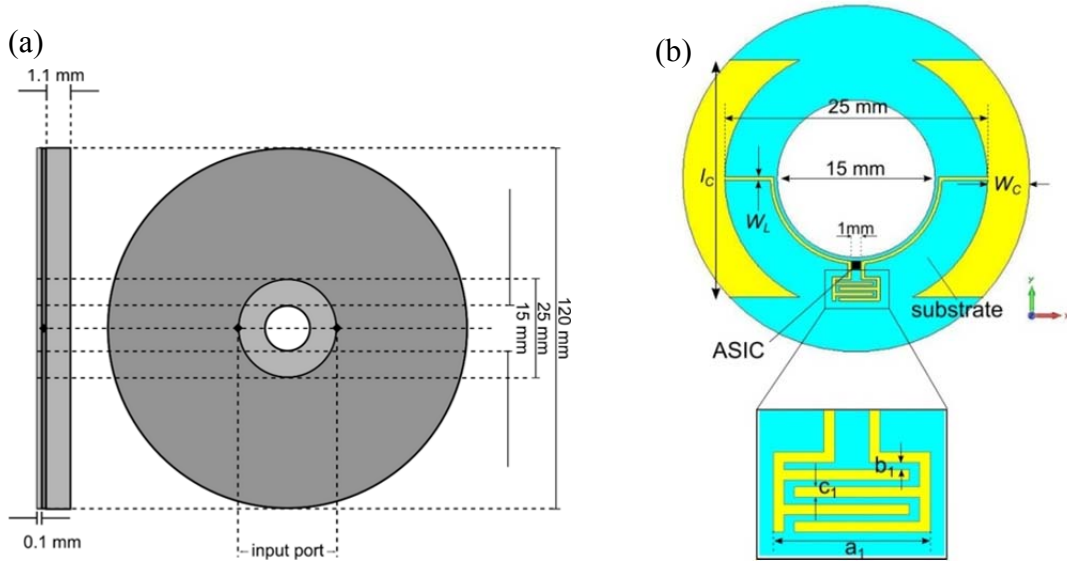 (a)
1.1 mm
15 mm
25 mm
120 mm
0.1 mm
input port
(b)
25 mm
l_C
15 mm
W_C
W_L
1mm
substrate
ASIC
Y
X
b_1
c_1
a_1